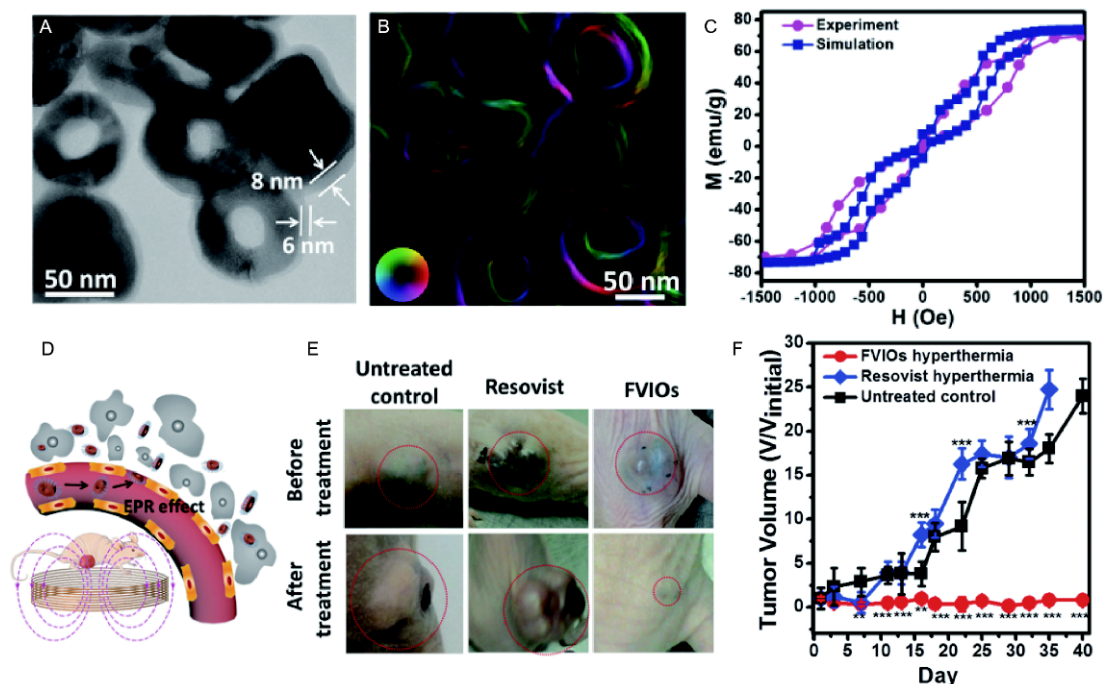 A
8 nm
6 nm
50 nm
B
50 nm
C
Experiment
Simulation
M (emu/g)
80
60
40
20
0
-20
-40
-60
-80
-1500 -1000 -500 0 500 1000 1500
H (Oe)
D
EPR effect
E
Untreated
control
Resovist
FVIOs
Before
treatment
After
treatment
F
FVIOs hyperthermia
Resovist hyperthermia
Untreated control
Tumor Volume (V/Vinitial)
30
25
20
15
10
5
0
*** *** ***
** *** *** ** *** *** *** *** *** *** ***
0 5 10 15 20 25 30 35 40
Day